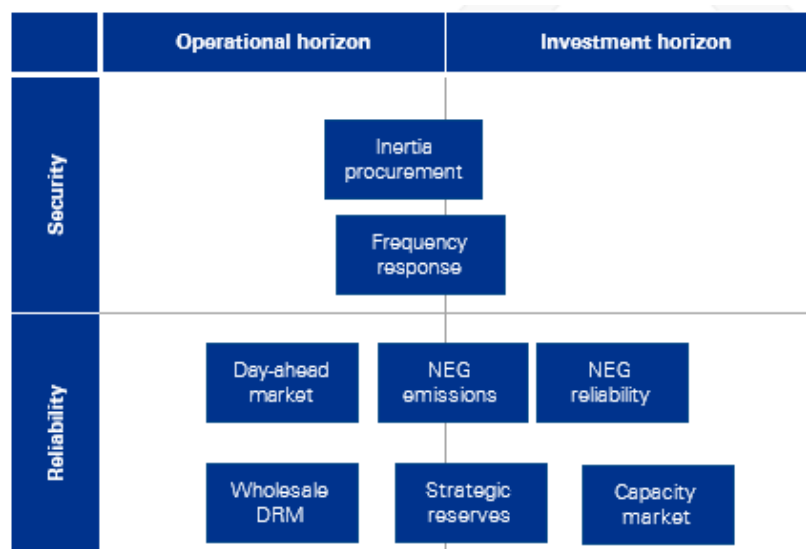 Operational horizon
Investment horizon
Security
Inertia
procurement
Frequency
response
Reliability
Day-ahead
market
NEG
emissions
NEG
reliability
Wholesale
DRM
Strategic
reserves
Capacity
market